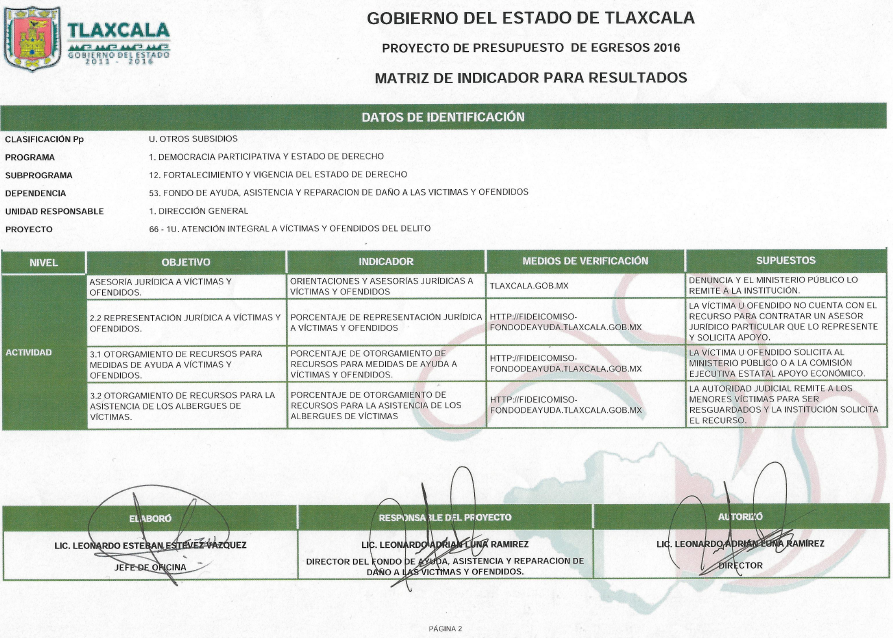 TLAXCALA
GOBIERNO DEL ESTADO
2011 - 2016
GOBIERNO DEL ESTADO DE TLAXCALA
PROYECTO DE PRESUPUESTO DE EGRESOS 2016
MATRIZ DE INDICADOR PARA RESULTADOS
DATOS DE IDENTIFICACIÓN
CLASIFICACIÓN Pp U. OTROS SUBSIDIOS
PROGRAMA 1. DEMOCRACIA PARTICIPATIVA Y ESTADO DE DERECHO
SUBPROGRAMA 12. FORTALECIMIENTO Y VIGENCIA DEL ESTADO DE DERECHO
DEPENDENCIA 53. FONDO DE AYUDA, ASISTENCIA Y REPARACION DE DAÑO A LAS VICTIMAS Y OFENDIDOS
UNIDAD RESPONSABLE 1. DIRECCIÓN GENERAL
PROYECTO 66 - 1U. ATENCIÓN INTEGRAL A VÍCTIMAS Y OFENDIDOS DEL DELITO
NIVEL OBJETIVO INDICADOR MEDIOS DE VERIFICACIÓN SUPUESTOS
ACTIVIDAD
ASESORÍA JURÍDICA A VÍCTIMAS Y
OFENDIDOS.
ORIENTACIONES Y ASESORÍAS JURÍDICAS A
VÍCTIMAS Y OFENDIDOS
TLAXCALA.GOB.MX
DENUNCIA Y EL MINISTERIO PÚBLICO LO
REMITE A LA INSTITUCIÓN.
2.2 REPRESENTACIÓN JURÍDICA A VÍCTIMAS Y
OFENDIDOS.
PORCENTAJE DE REPRESENTACIÓN JURÍDICA
A VÍCTIMAS Y OFENDIDOS
HTTP://FIDEICOMISO-
FONDODEAYUDA.TLAXCALA.GOB.MX
LA VÍCTIMA U OFENDIDO NO CUENTA CON EL
RECURSO PARA CONTRATAR UN ASESOR
JURÍDICO PARTICULAR QUE LO REPRESENTE
Y SOLICITA APOYO.
3.1 OTORGAMIENTO DE RECURSOS PARA
MEDIDAS DE AYUDA A VÍCTIMAS Y
OFENDIDOS.
PORCENTAJE DE OTORGAMIENTO DE
RECURSOS PARA MEDIDAS DE AYUDA A
VÍCTIMAS Y OFENDIDOS.
HTTP://FIDEICOMISO-
FONDODEAYUDA.TLAXCALA.GOB.MX
LA VÍCTIMA U OFENDIDO SOLICITA AL
MINISTERIO PÚBLICO O A LA COMISIÓN
EJECUTIVA ESTATAL APOYO ECONÓMICO.
3.2 OTORGAMIENTO DE RECURSOS PARA LA
ASISTENCIA DE LOS ALBERGUES DE
VÍCTIMAS.
PORCENTAJE DE OTORGAMIENTO DE
RECURSOS PARA LA ASISTENCIA DE LOS
ALBERGUES DE VÍCTIMAS
HTTP://FIDEICOMISO-
FONDODEAYUDA.TLAXCALA.GOB.MX
LA AUTORIDAD JUDICIAL REMITE A LOS
MENORES VÍCTIMAS PARA SER
RESGUARDADOS Y LA INSTITUCIÓN SOLICITA
EL RECURSO.
ELABORÓ
LIC. LEONARDO ESTEBAN ESTEVEZ VAZQUEZ
JEFE DE OFICINA
RESPONSABLE DEL PROYECTO
LIC. LEONARDO ADRIAN LUNA RAMIREZ
DIRECTOR DEL FONDO DE AYUDA, ASISTENCIA Y REPARACION DE
DAÑO A LAS VICTIMAS Y OFENDIDOS.
AUTORIZÓ
LIC. LEONARDO ADRIÁN LUNA RAMÍREZ
DIRECTOR
PÁGINA 2